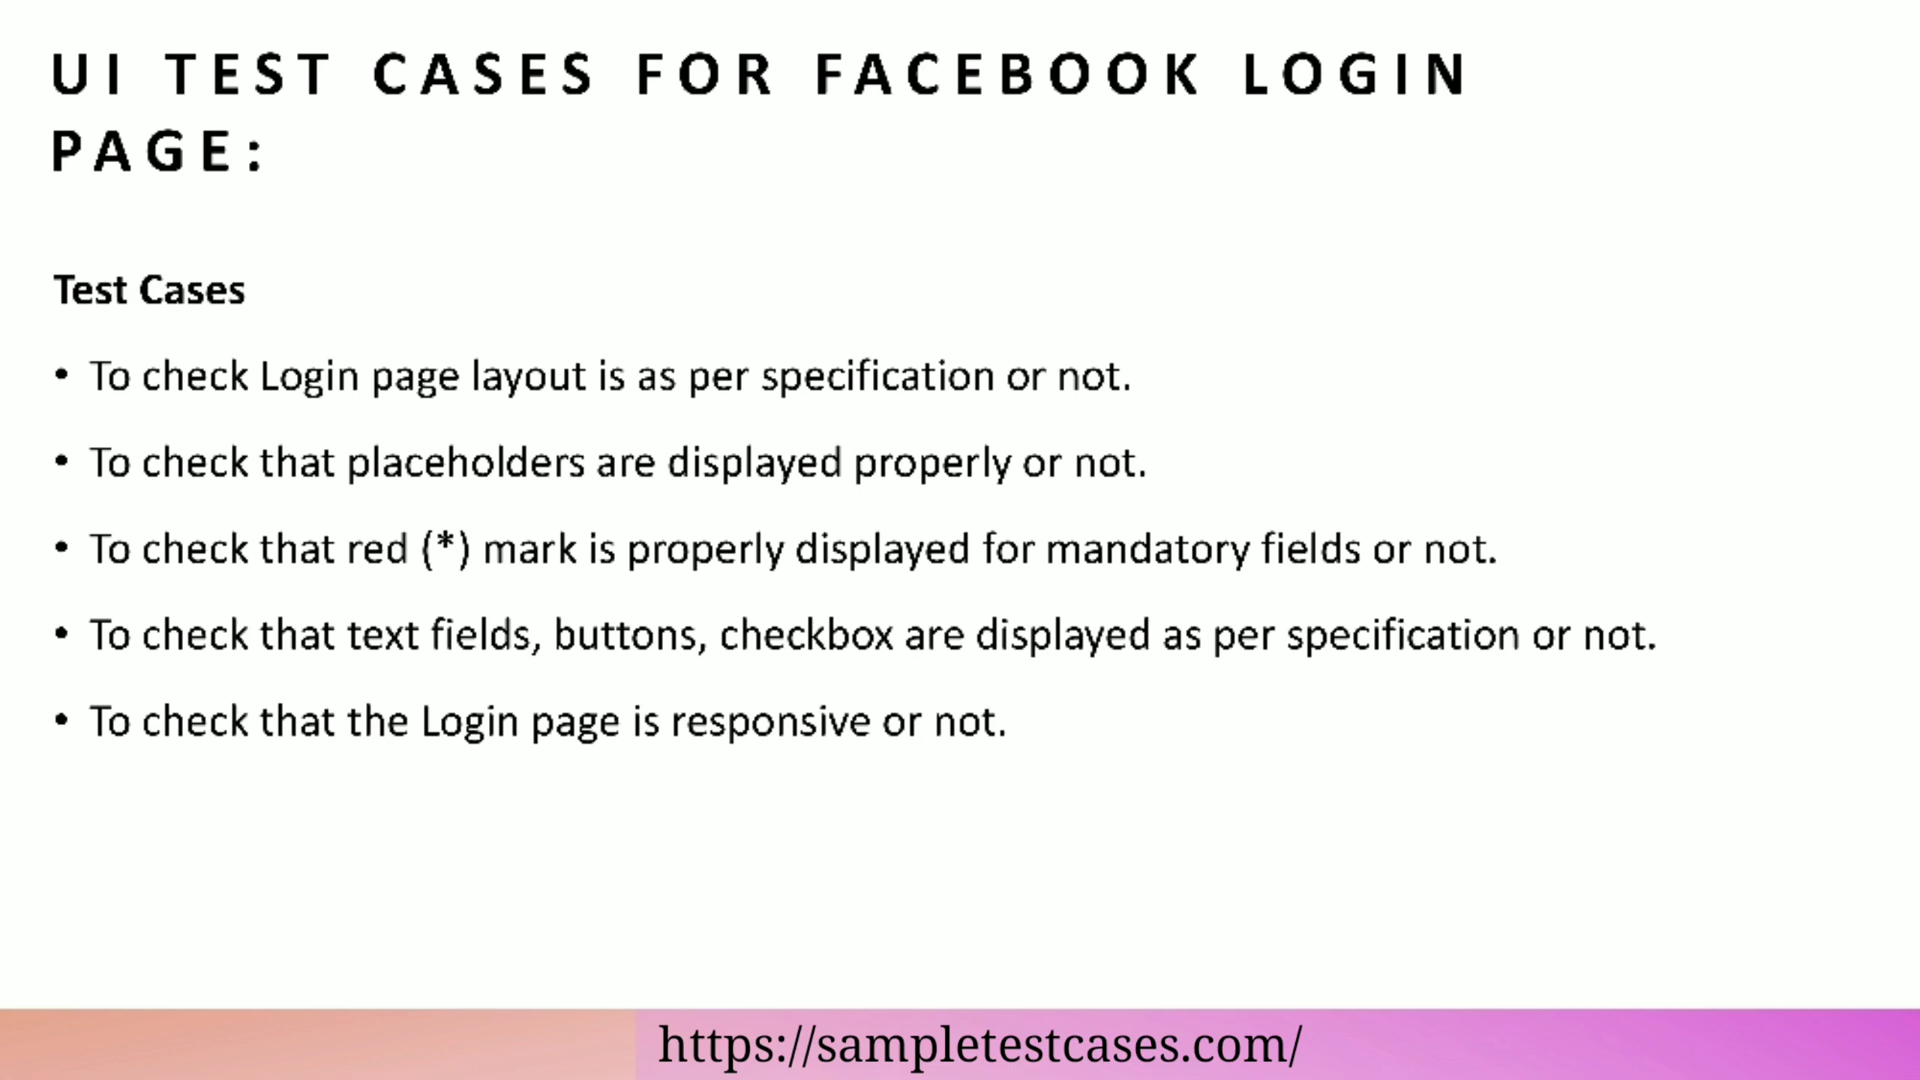 UI TEST CASES FOR FACEBOOK LOGIN
PAGE:
Test Cases
• To check Login page layout is as per specification or not.
• To check that placeholders are displayed properly or not.
• To check that red (*) mark is properly displayed for mandatory fields or not.
• To check that text fields, buttons, checkbox are displayed as per specification or not.
• To check that the Login page is responsive or not.
https://sampletestcases.com/